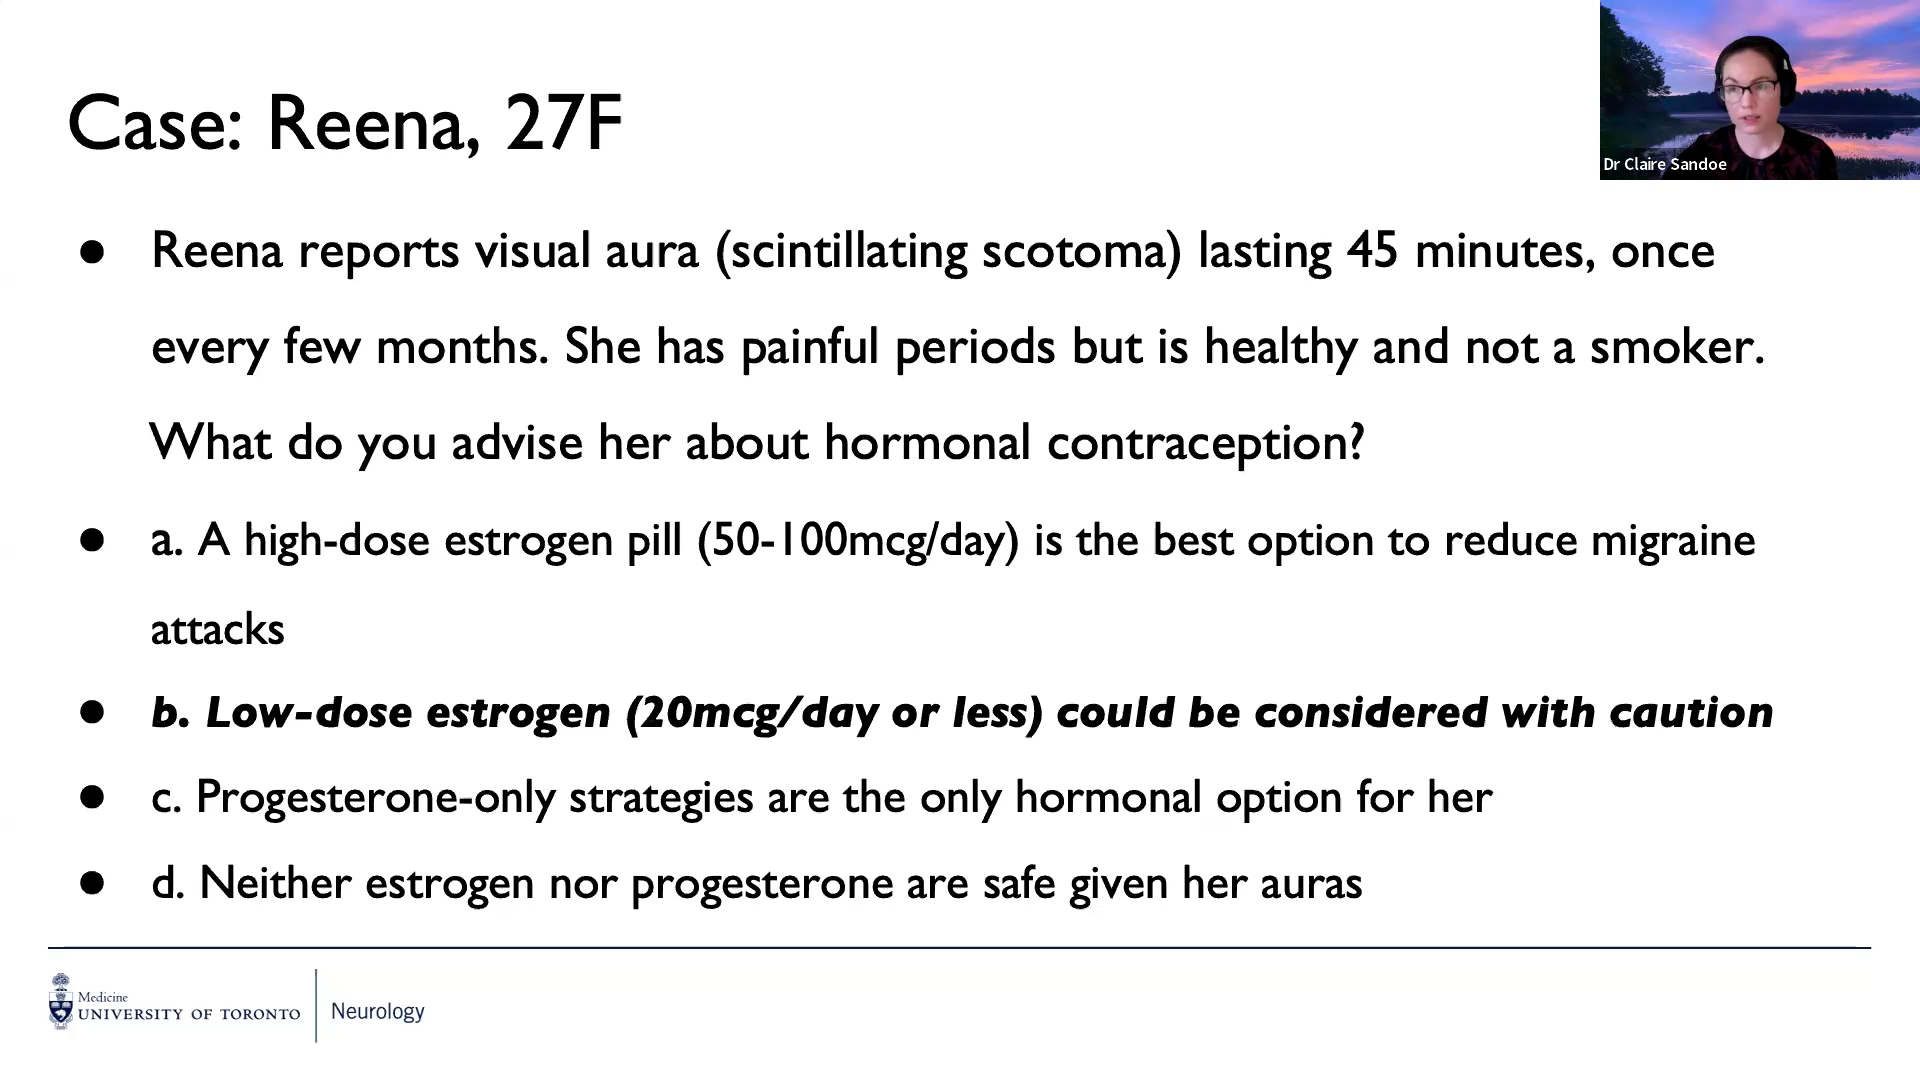 Case: Reena, 27F
Dr Claire Sandoe
● Reena reports visual aura (scintillating scotoma) lasting 45 minutes, once
every few months. She has painful periods but is healthy and not a smoker.
What do you advise her about hormonal contraception?
● a. A high-dose estrogen pill (50-100mcg/day) is the best option to reduce migraine
attacks
● b. Low-dose estrogen (20mcg/day or less) could be considered with caution
● c. Progesterone-only strategies are the only hormonal option for her
● d. Neither estrogen nor progesterone are safe given her auras
Medicine
UNIVERSITY OF TORONTO
Neurology